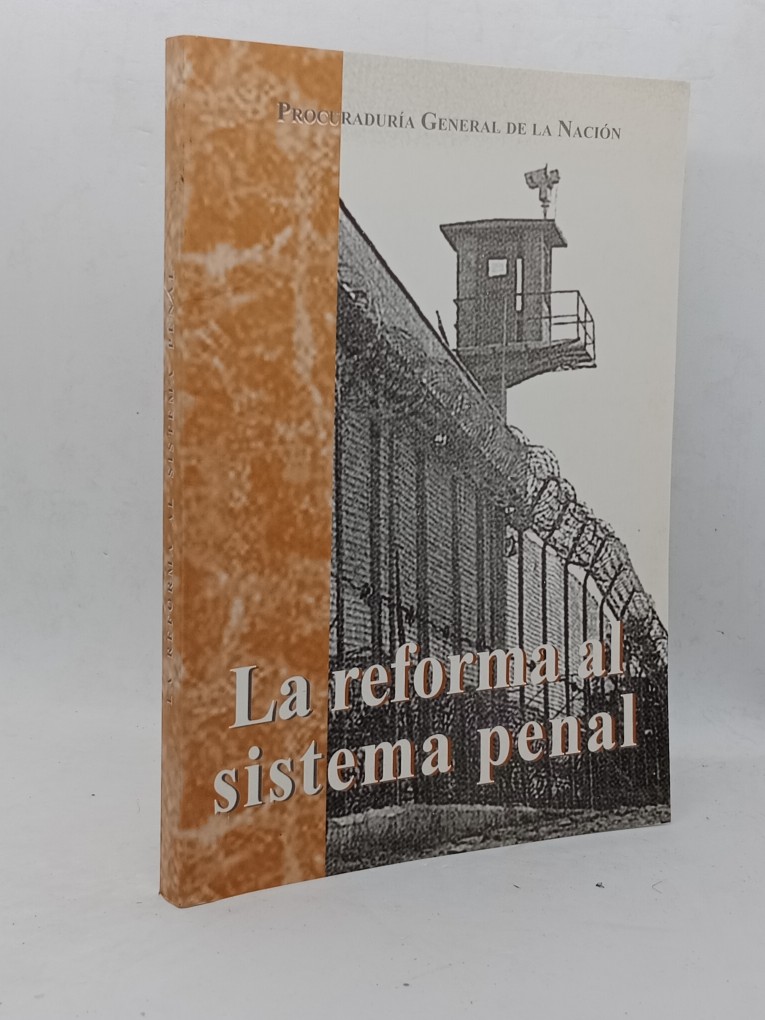 PROCURADURÍA GENERAL DE LA NACIÓN
La reforma al
sistema penal
LA REFORMA AL SISTEMA PENAL